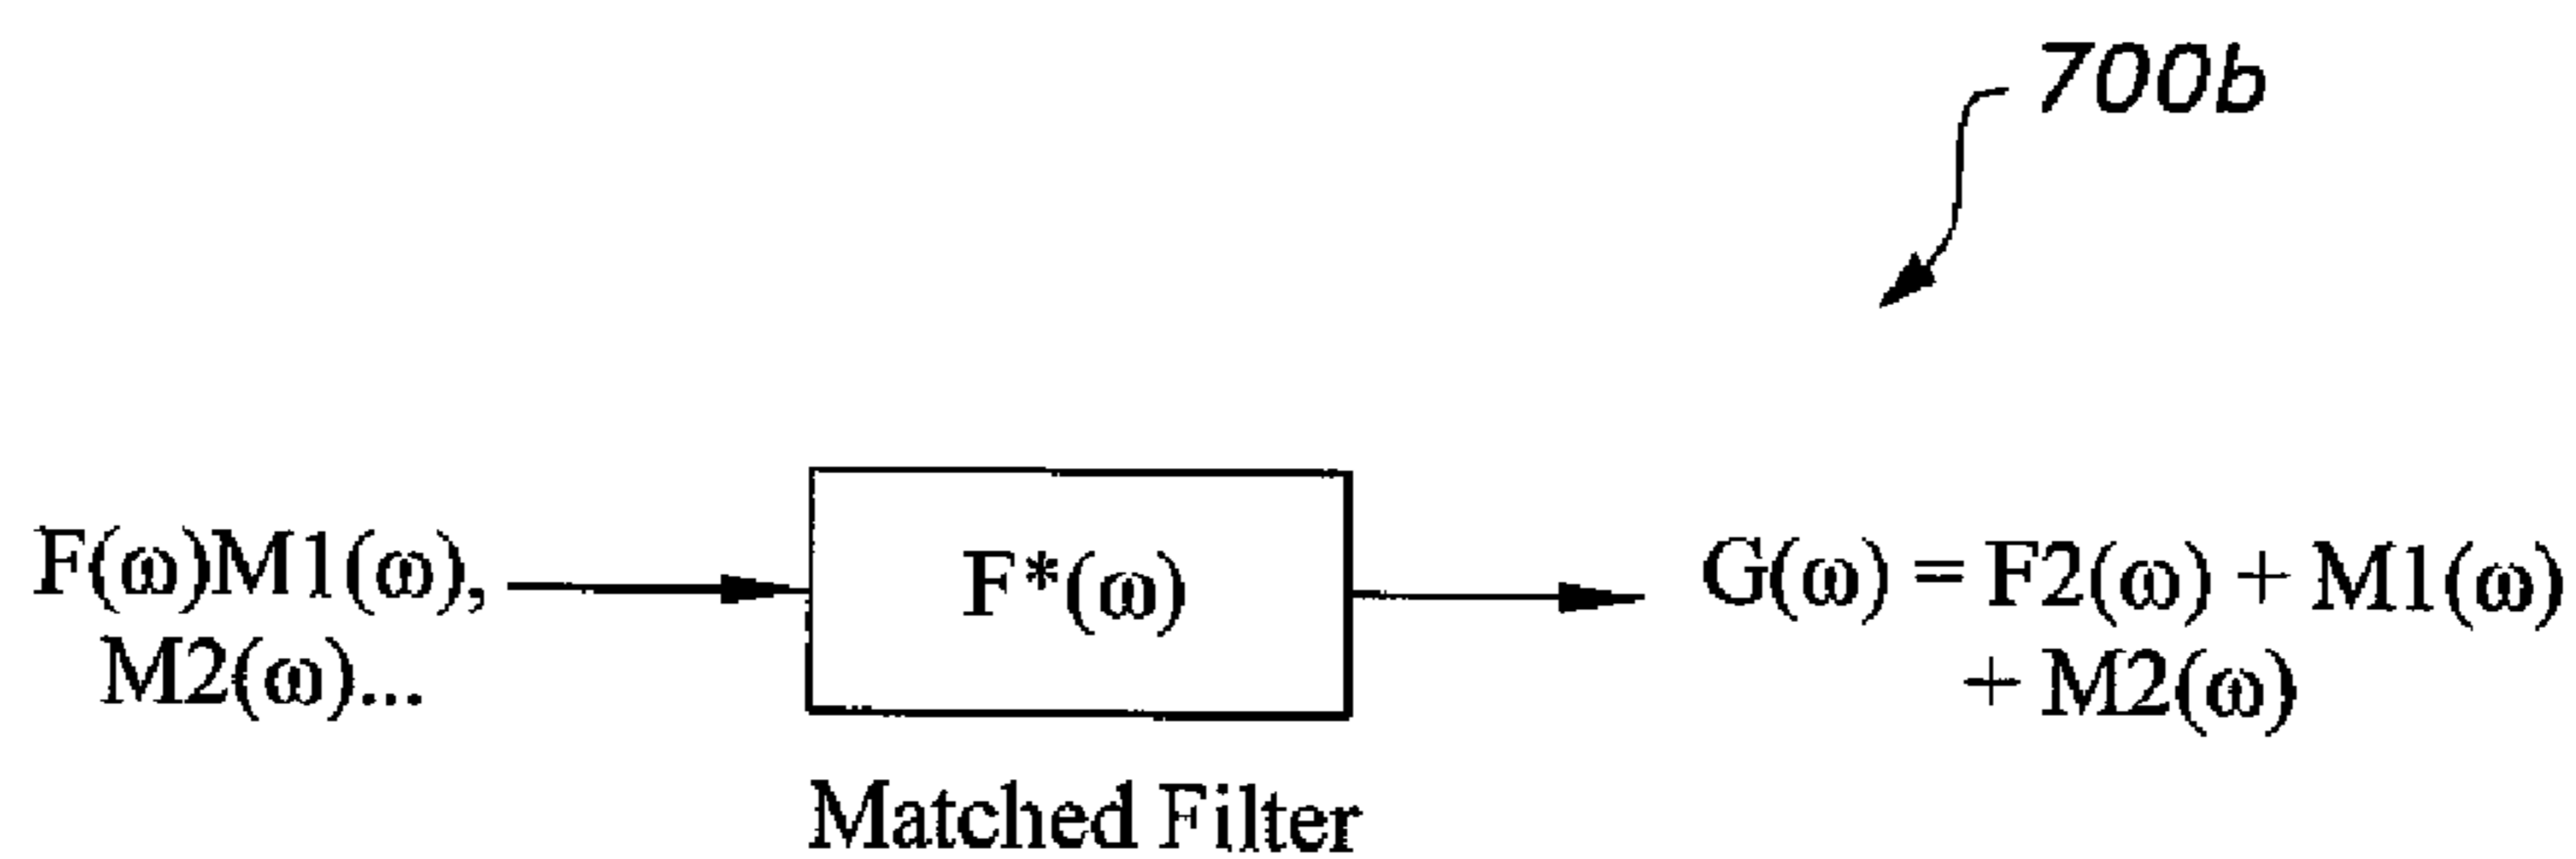 700b
F(ω)M1(ω),
M2(ω)...
F*(ω)
Matched Filter
G(ω) = F2(ω) + M1(ω)
+ M2(ω)